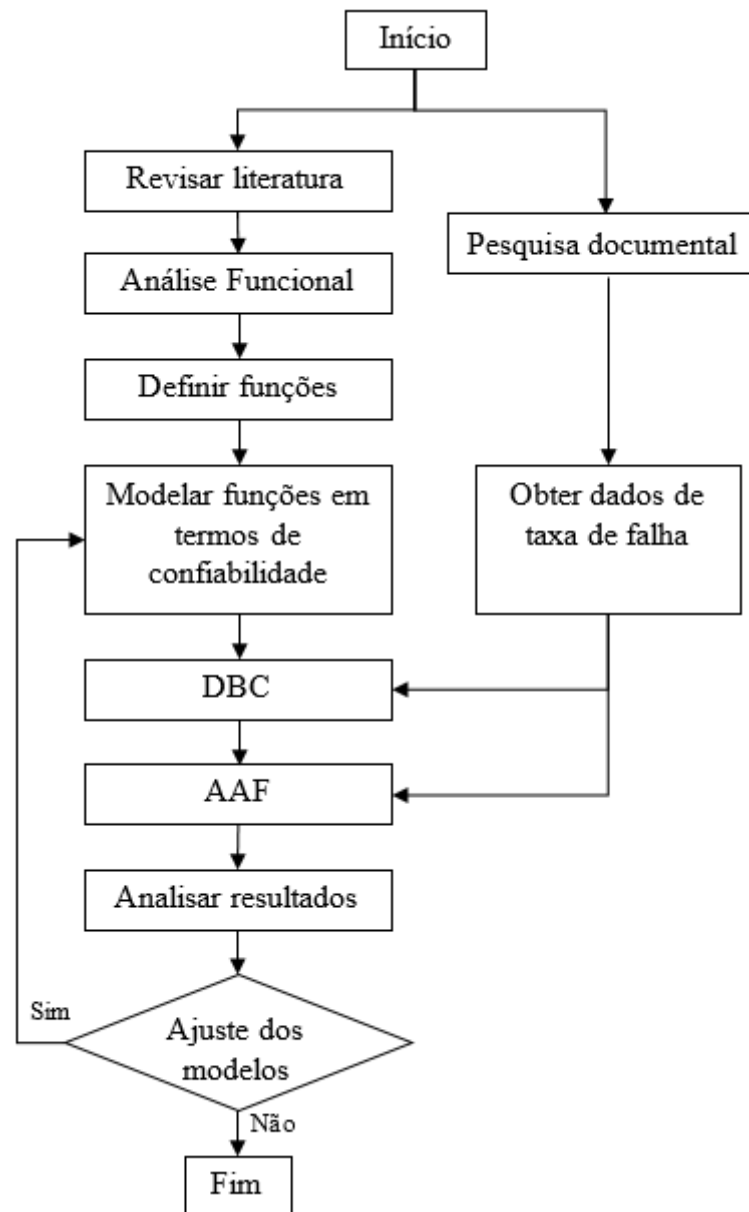 Início
Revisar literatura
Pesquisa documental
Análise Funcional
Definir funções
Modelar funções em
termos de
confiabilidade
Obter dados de
taxa de falha
DBC
AAF
Analisar resultados
Sim
Ajuste dos
modelos
Não
Fim